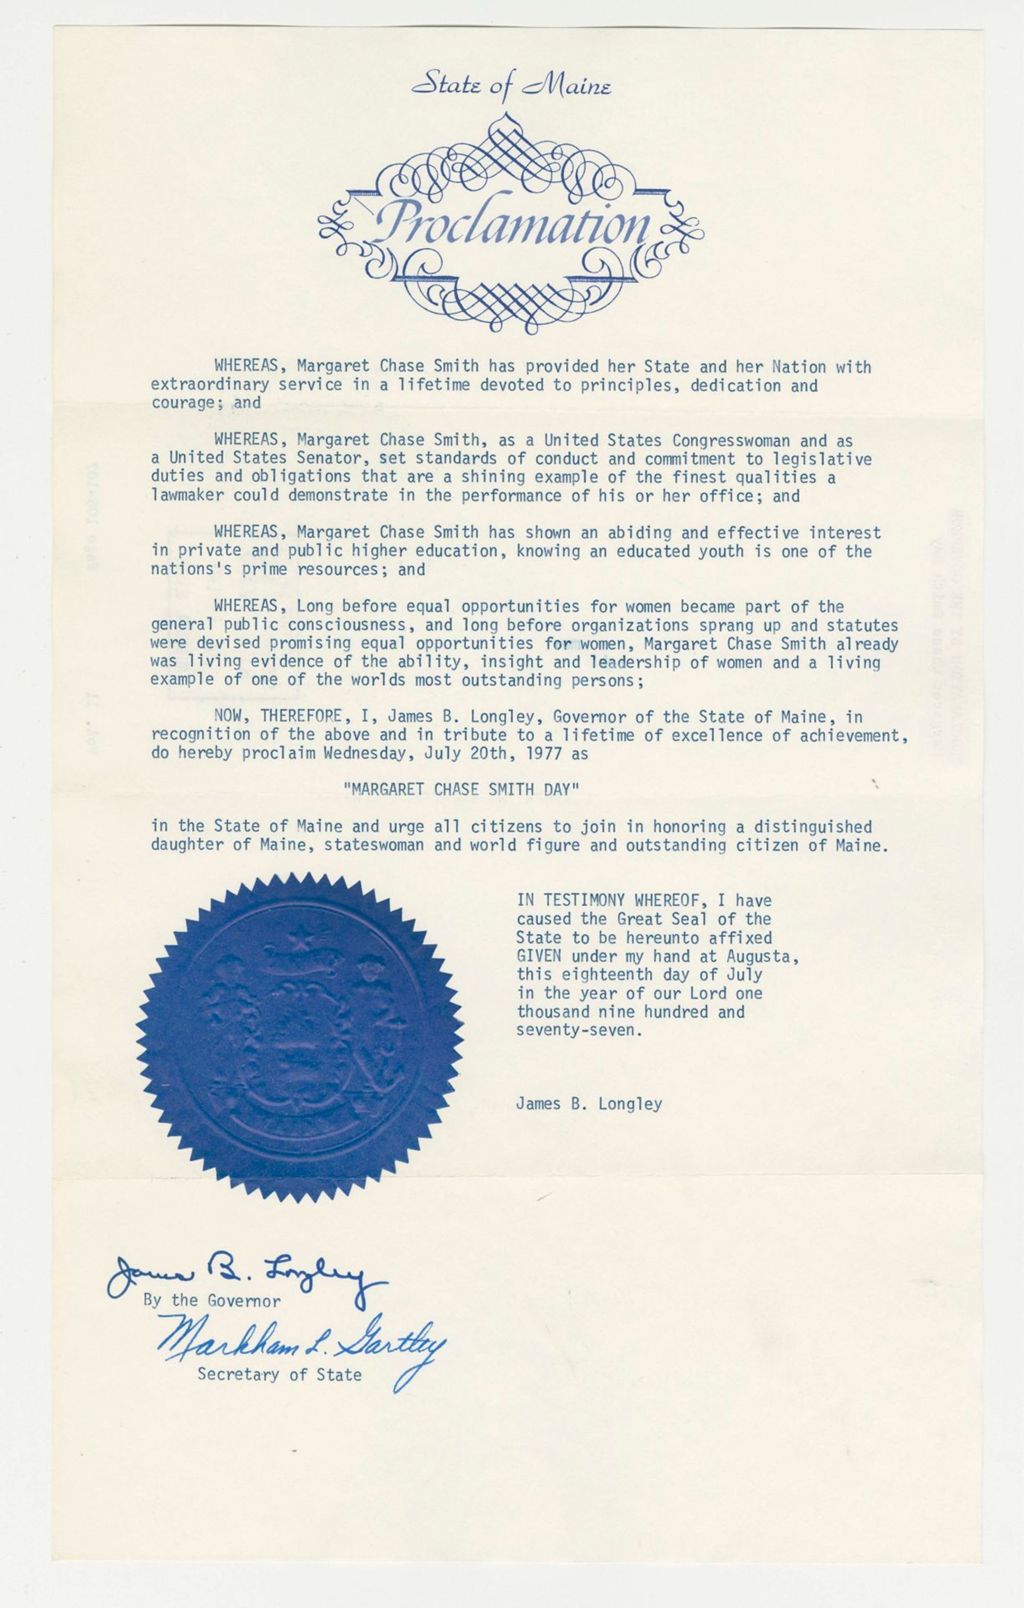 State of Maine
Proclamation
WHEREAS, Margaret Chase Smith has provided her State and her Nation with
extraordinary service in a lifetime devoted to principles, dedication and
courage; and
WHEREAS, Margaret Chase Smith, as a United States Congresswoman and as
a United States Senator, set standards of conduct and commitment to legislative
duties and obligations that are a shining example of the finest qualities a
lawmaker could demonstrate in the performance of his or her office; and
WHEREAS, Margaret Chase Smith has shown an abiding and effective interest
in private and public higher education, knowing an educated youth is one of the
nations's prime resources; and
WHEREAS, Long before equal opportunities for women became part of the
general public consciousness, and long before organizations sprang up and statutes
were devised promising equal opportunities for women, Margaret Chase Smith already
was living evidence of the ability, insight and leadership of women and a living
example of one of the worlds most outstanding persons;
NOW, THEREFORE, I, James B. Longley, Governor of the State of Maine, in
recognition of the above and in tribute to a lifetime of excellence of achievement,
do hereby proclaim Wednesday, July 20th, 1977 as
"MARGARET CHASE SMITH DAY"
in the State of Maine and urge all citizens to join in honoring a distinguished
daughter of Maine, stateswoman and world figure and outstanding citizen of Maine.
IN TESTIMONY WHEREOF, I have
caused the Great Seal of the
State to be hereunto affixed
GIVEN under my hand at Augusta,
this eighteenth day of July
in the year of our Lord one
thousand nine hundred and
seventy-seven.
James B. Longley
James B. Longley
By the Governor
Markham L. Gartley
Secretary of State